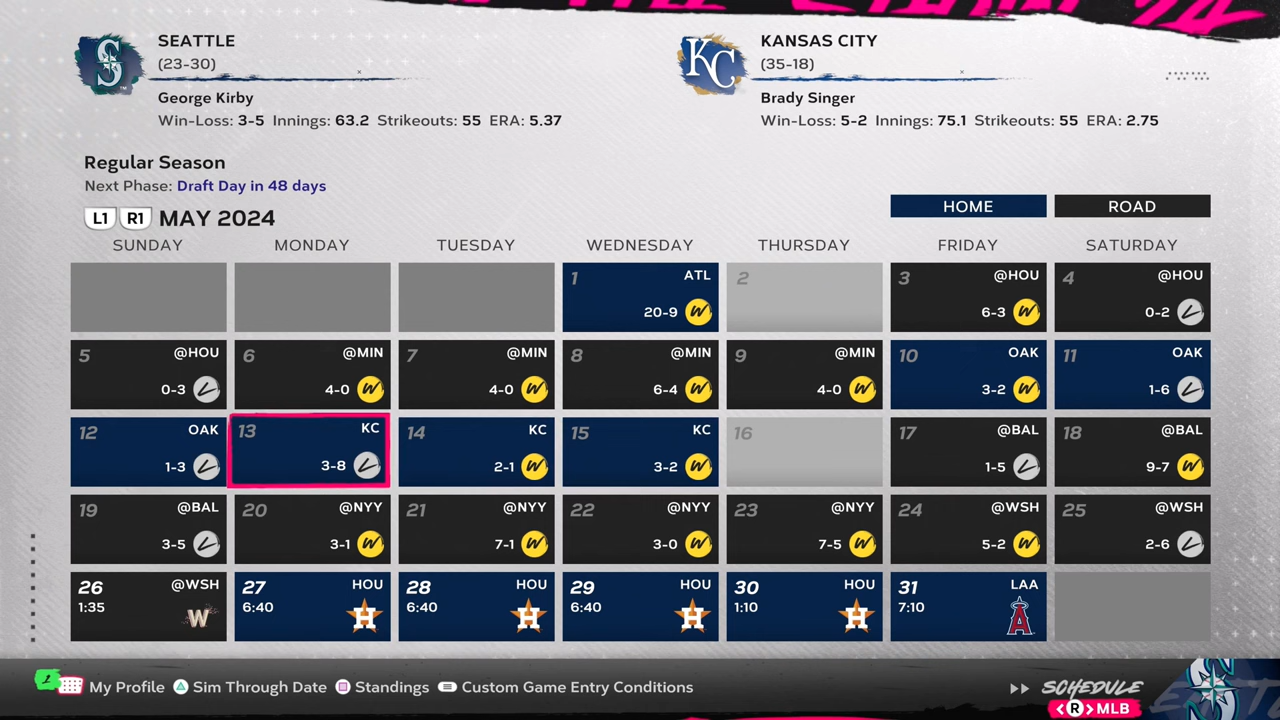 SEATTLE
(23-30)
George Kirby
Win-Loss: 3-5 Innings: 63.2 Strikeouts: 55 ERA: 5.37
KANSAS CITY
(35-18)
Brady Singer
Win-Loss: 5-2 Innings: 75.1 Strikeouts: 55 ERA: 2.75
Regular Season
Next Phase: Draft Day in 48 days
L1 R1 MAY 2024
HOME ROAD
SUNDAY MONDAY TUESDAY WEDNESDAY THURSDAY FRIDAY SATURDAY
1 ATL 2 3 @HOU 4 @HOU
20-9 W 6-3 W 0-2 L
5 @HOU 6 @MIN 7 @MIN 8 @MIN 9 @MIN 10 OAK 11 OAK
0-3 L 4-0 W 4-0 W 6-4 W 4-0 W 3-2 W 1-6 L
12 OAK 13 KC 14 KC 15 KC 16 17 @BAL 18 @BAL
1-3 L 3-8 L 2-1 W 3-2 W 1-5 L 9-7 W
19 @BAL 20 @NYY 21 @NYY 22 @NYY 23 @NYY 24 @WSH 25 @WSH
3-5 L 3-1 W 7-1 W 3-0 W 7-5 W 5-2 W 2-6 L
26 @WSH 27 HOU 28 HOU 29 HOU 30 HOU 31 LAA
1:35 W 6:40 H 6:40 H 6:40 H 1:10 H 7:10 A
My Profile Sim Through Date Standings Custom Game Entry Conditions
SCHEDULE
R MLB